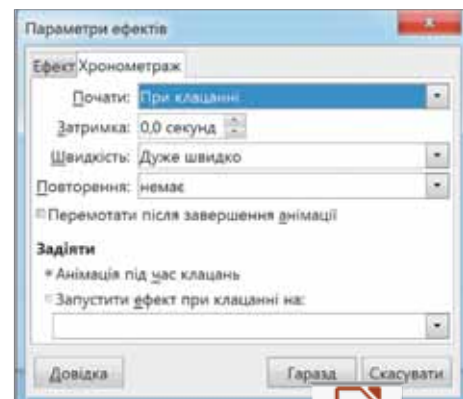 Параметри ефектів
Ефект Хронометраж
Почати: При клацанні
Затримка: 0,0 секунд
Швидкість: Дуже швидко
Повторення: немає
Перемотати після завершення анімації
Задіяти
Анімація під час клацань
Запустити ефект при клацанні на:
Довідка Гаразд Скасувати